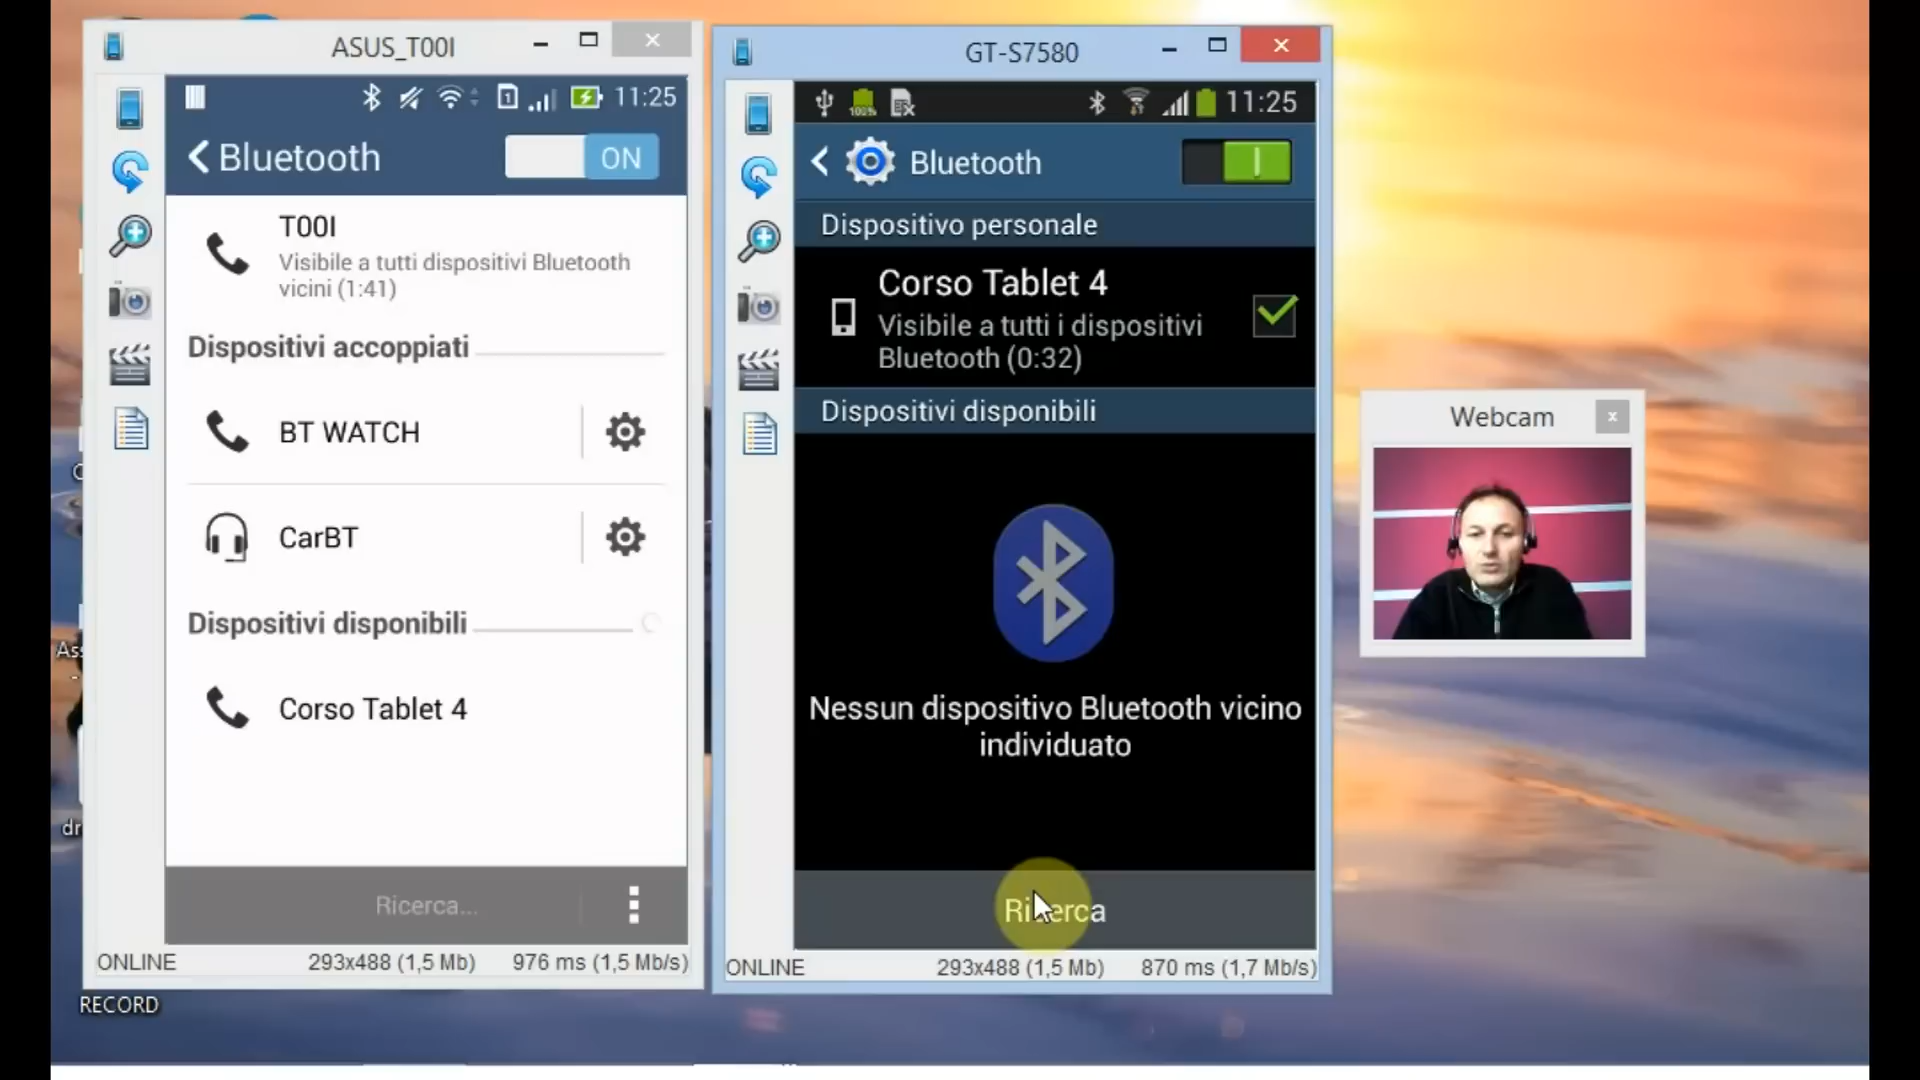 ASUS_T00I
11:25
Bluetooth
ON
T00I
Visibile a tutti dispositivi Bluetooth
vicini (1:41)
Dispositivi accoppiati
BT WATCH
CarBT
Dispositivi disponibili
Corso Tablet 4
Ricerca...
ONLINE
293x488 (1,5 Mb)
976 ms (1,5 Mb/s)
RECORD
GT-S7580
100%
11:25
Bluetooth
Dispositivo personale
Corso Tablet 4
Visibile a tutti i dispositivi
Bluetooth (0:32)
Dispositivi disponibili
Nessun dispositivo Bluetooth vicino
individuato
Ricerca
ONLINE
293x488 (1,5 Mb)
870 ms (1,7 Mb/s)
Webcam